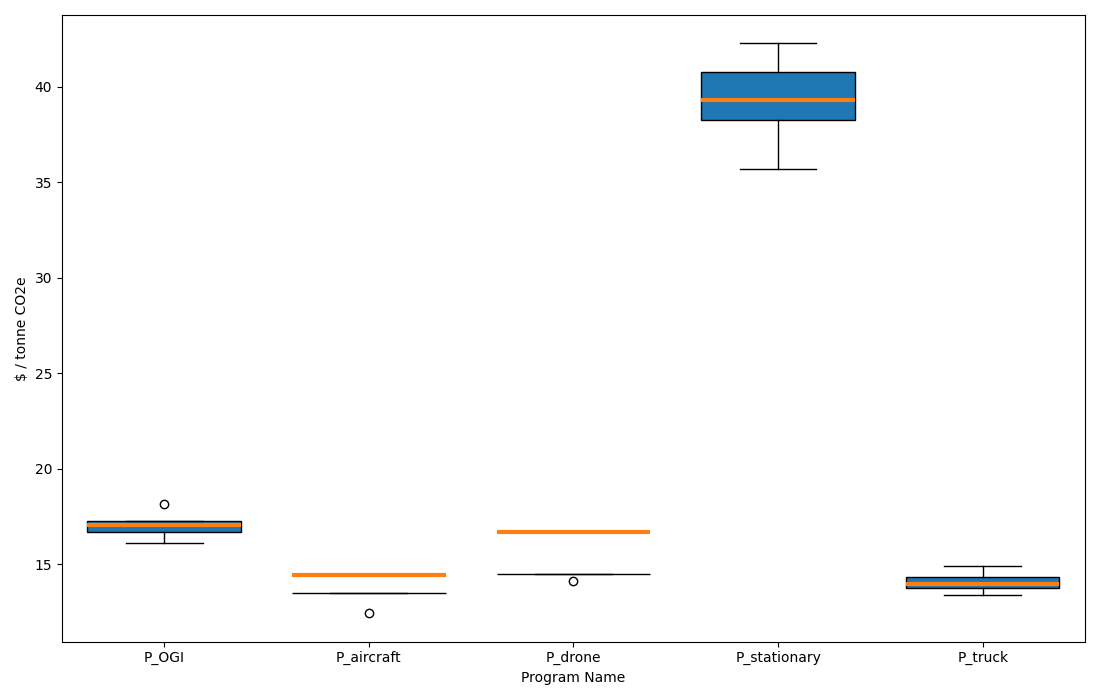 $ / tonne CO2e
40
35
30
25
20
15
P_OGI
P_aircraft
P_drone
P_stationary
P_truck
Program Name